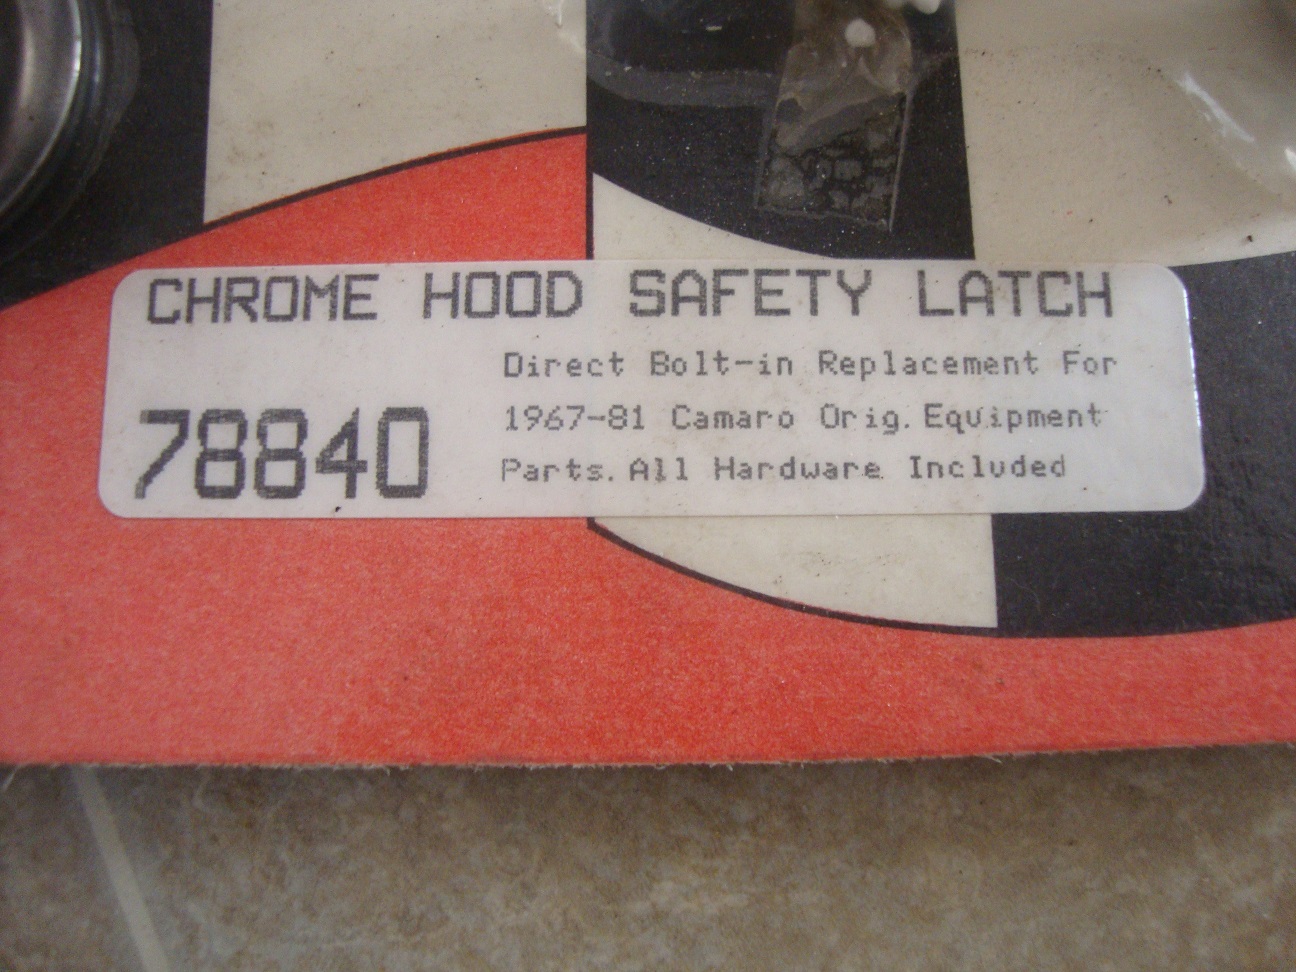 CHROME HOOD SAFETY LATCH
Direct Bolt-in Replacement For
78840
1967-81 Camaro Orig. Equipment
Parts. All Hardware Included